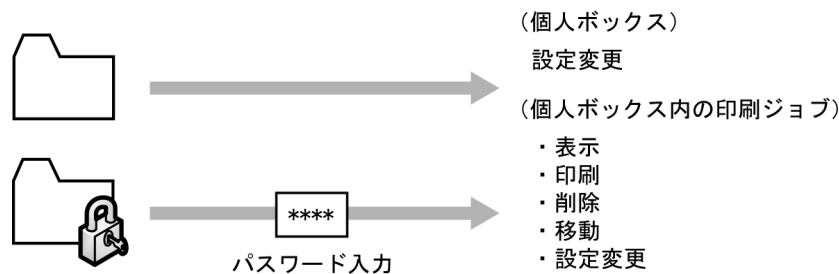 （個人ボックス）
設定変更
（個人ボックス内の印刷ジョブ）
・表示
・印刷
・削除
・移動
・設定変更
****
パスワード入力